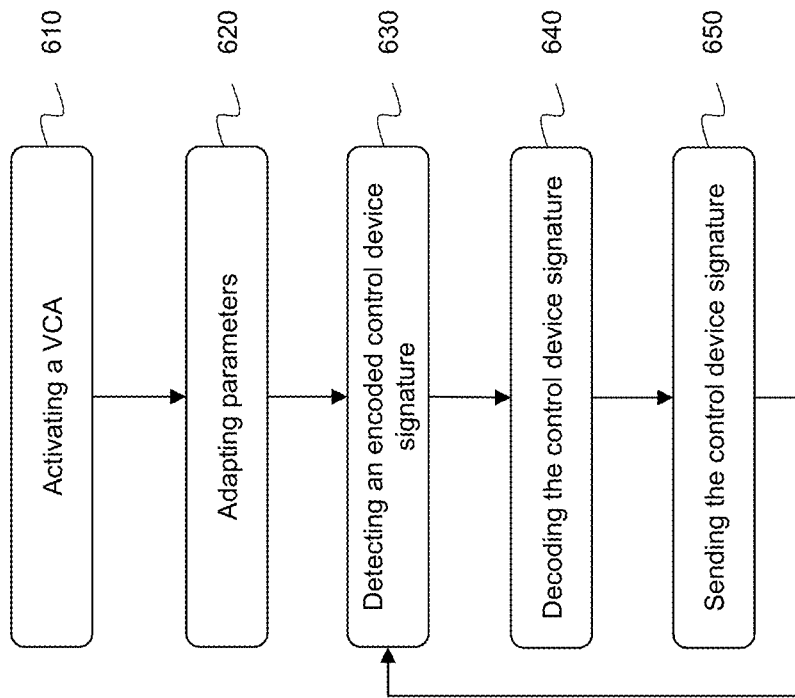 Activating a VCA
610
Adapting parameters
620
Detecting an encoded control device
signature
630
Decoding the control device signature
640
Sending the control device signature
650